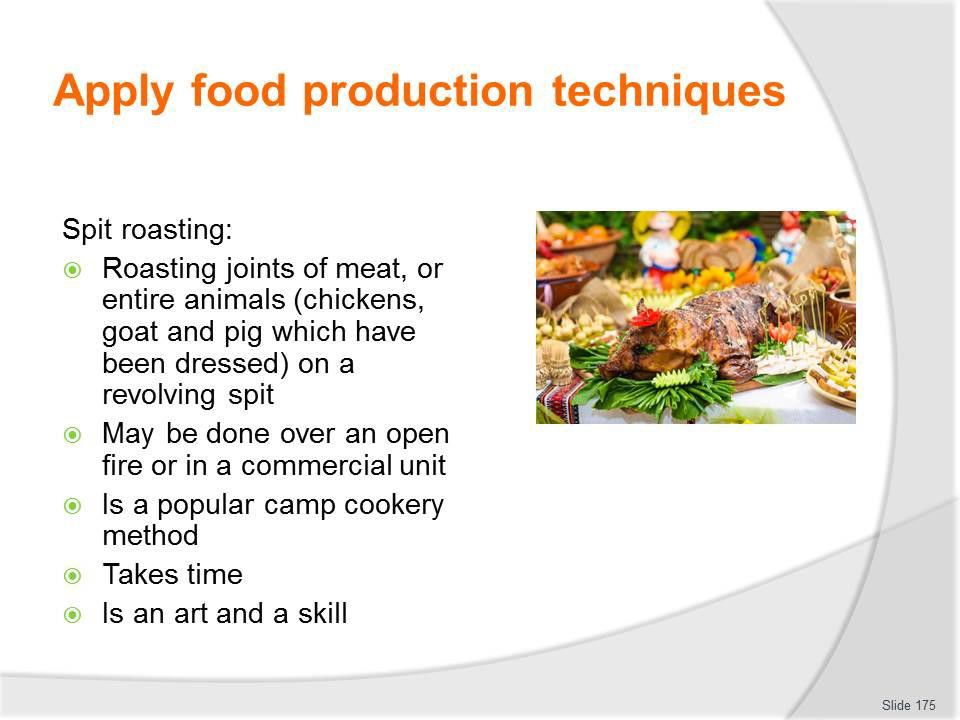 Apply food production techniques
Spit roasting:
Roasting joints of meat, or
entire animals (chickens,
goat and pig which have
been dressed) on a
revolving spit
May be done over an open
fire or in a commercial unit
Is a popular camp cookery
method
Takes time
Is an art and a skill
Slide 175